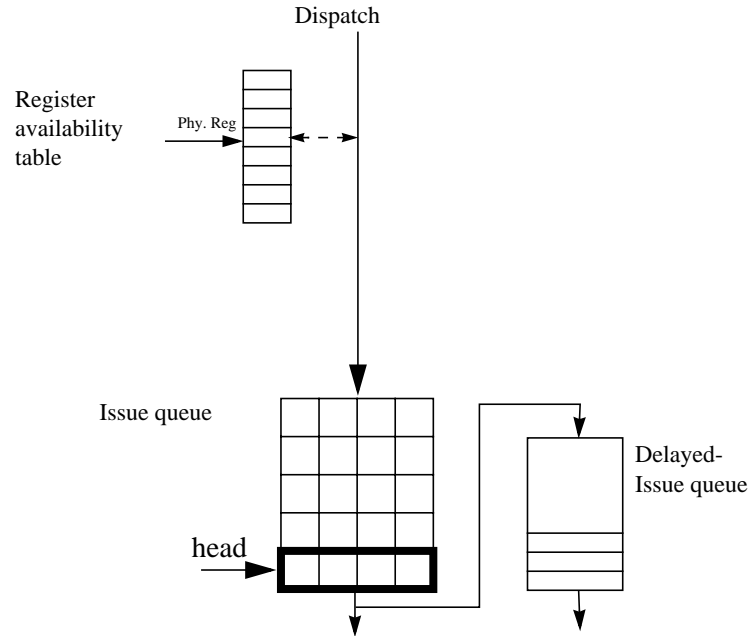 Dispatch
Register
availability
table
Phy. Reg
Issue queue
Delayed-
Issue queue
head